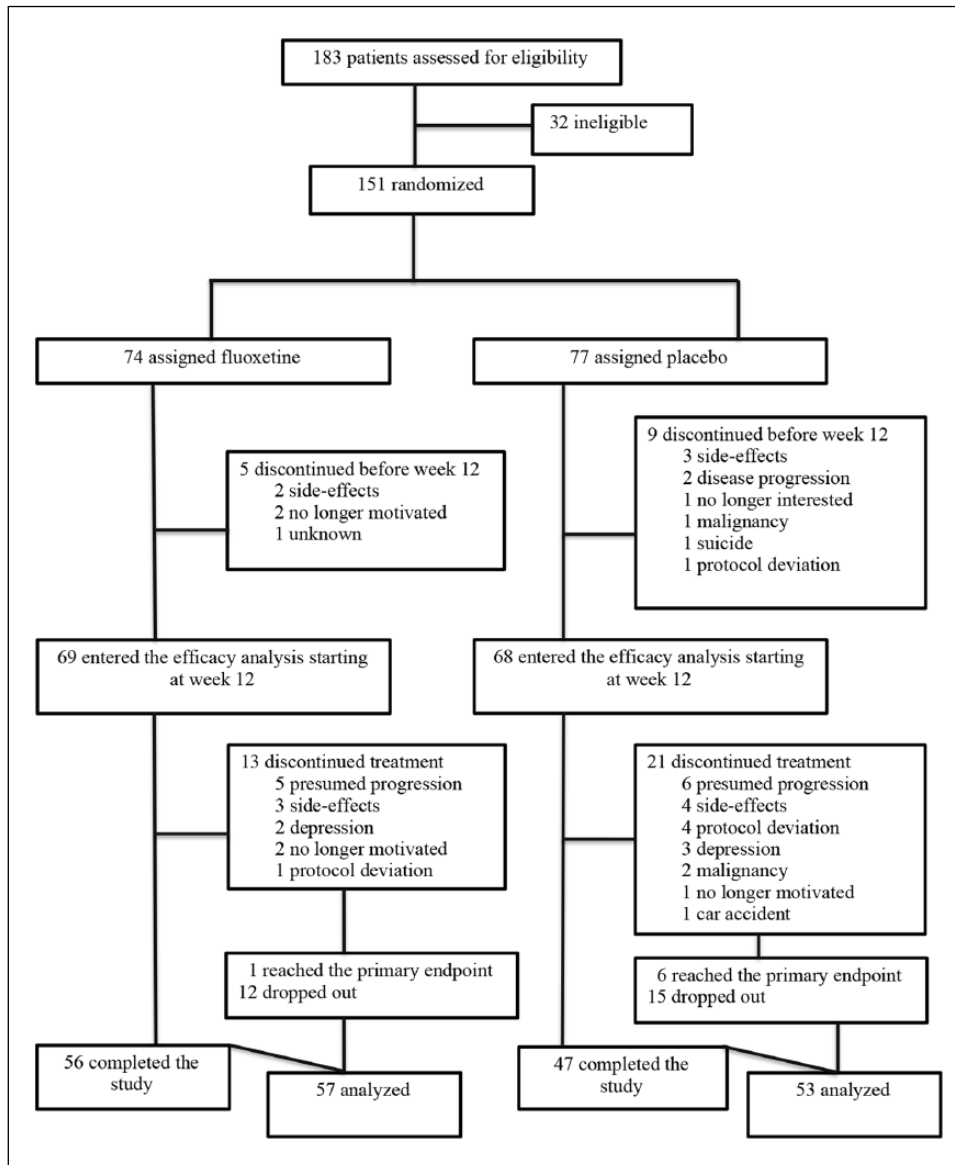 183 patients assessed for eligibility
32 ineligible
151 randomized
74 assigned fluoxetine
77 assigned placebo
5 discontinued before week 12
2 side-effects
2 no longer motivated
1 unknown
9 discontinued before week 12
3 side-effects
2 disease progression
1 no longer interested
1 malignancy
1 suicide
1 protocol deviation
69 entered the efficacy analysis starting
at week 12
68 entered the efficacy analysis starting
at week 12
13 discontinued treatment
5 presumed progression
3 side-effects
2 depression
2 no longer motivated
1 protocol deviation
21 discontinued treatment
6 presumed progression
4 side-effects
4 protocol deviation
3 depression
2 malignancy
1 no longer motivated
1 car accident
1 reached the primary endpoint
12 dropped out
6 reached the primary endpoint
15 dropped out
56 completed the
study
57 analyzed
47 completed the
study
53 analyzed